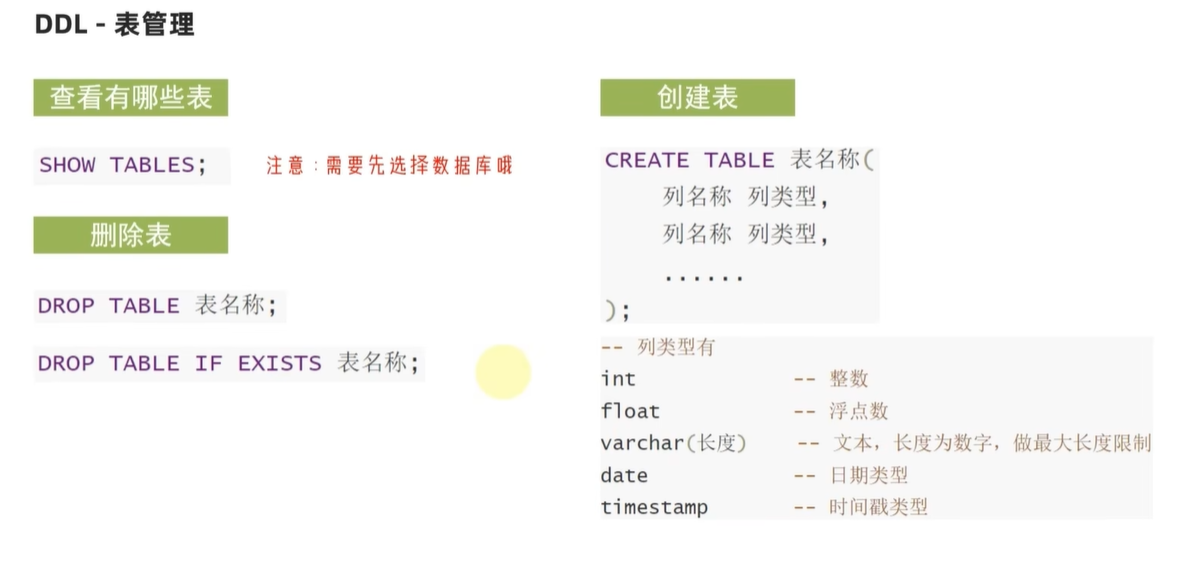 DDL - 表管理
查看有哪些表
SHOW TABLES;
注意：需要先选择数据库哦
删除表
DROP TABLE 表名称;
DROP TABLE IF EXISTS 表名称;
创建表
CREATE TABLE 表名称(
列名称 列类型,
列名称 列类型,
......
);
-- 列类型有
int -- 整数
float -- 浮点数
varchar(长度) -- 文本，长度为数字，做最大长度限制
date -- 日期类型
timestamp -- 时间戳类型